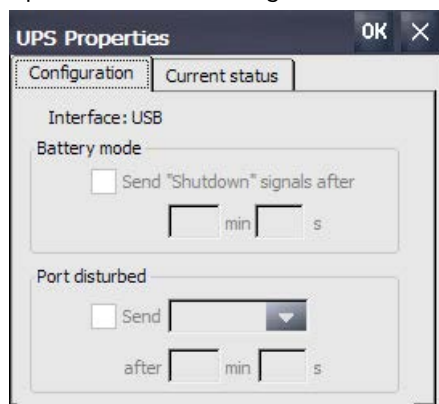 UPS Properties OK ×
Configuration Current status
Interface: USB
Battery mode
Send "Shutdown" signals after
min s
Port disturbed
Send
after min s